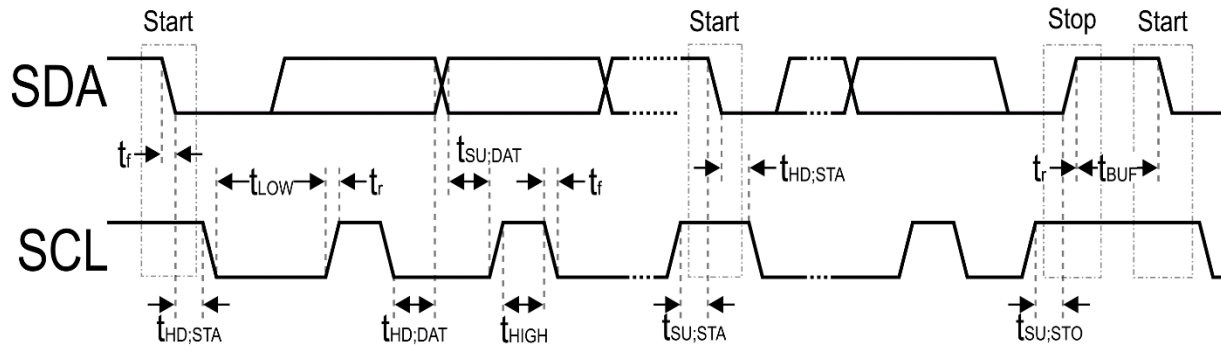 Start Start Stop Start
SDA
tf tSU;DAT tHD;STA tr tBUF
tLOW tr tf
SCL
tHD;STA tHD;DAT tHIGH tSU;STA tSU;STO